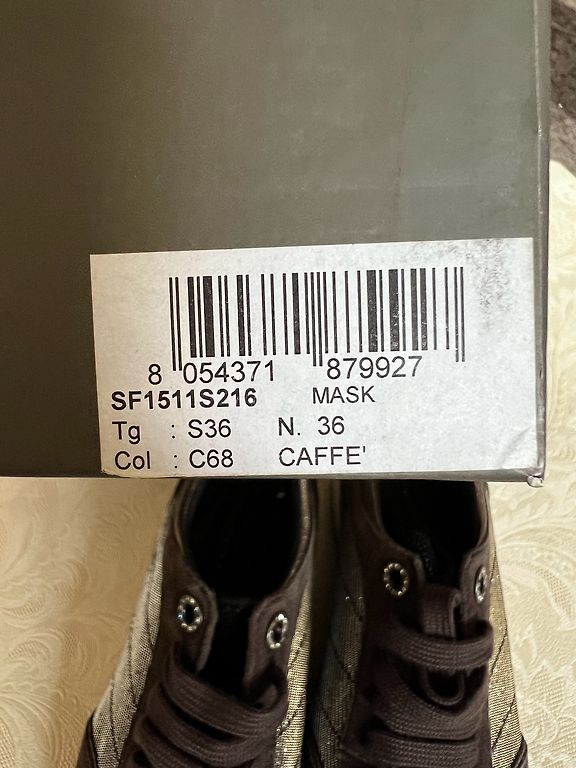 8 054371 879927
SF1511S216 MASK
Tg : S36 N. 36
Col : C68 CAFFE'